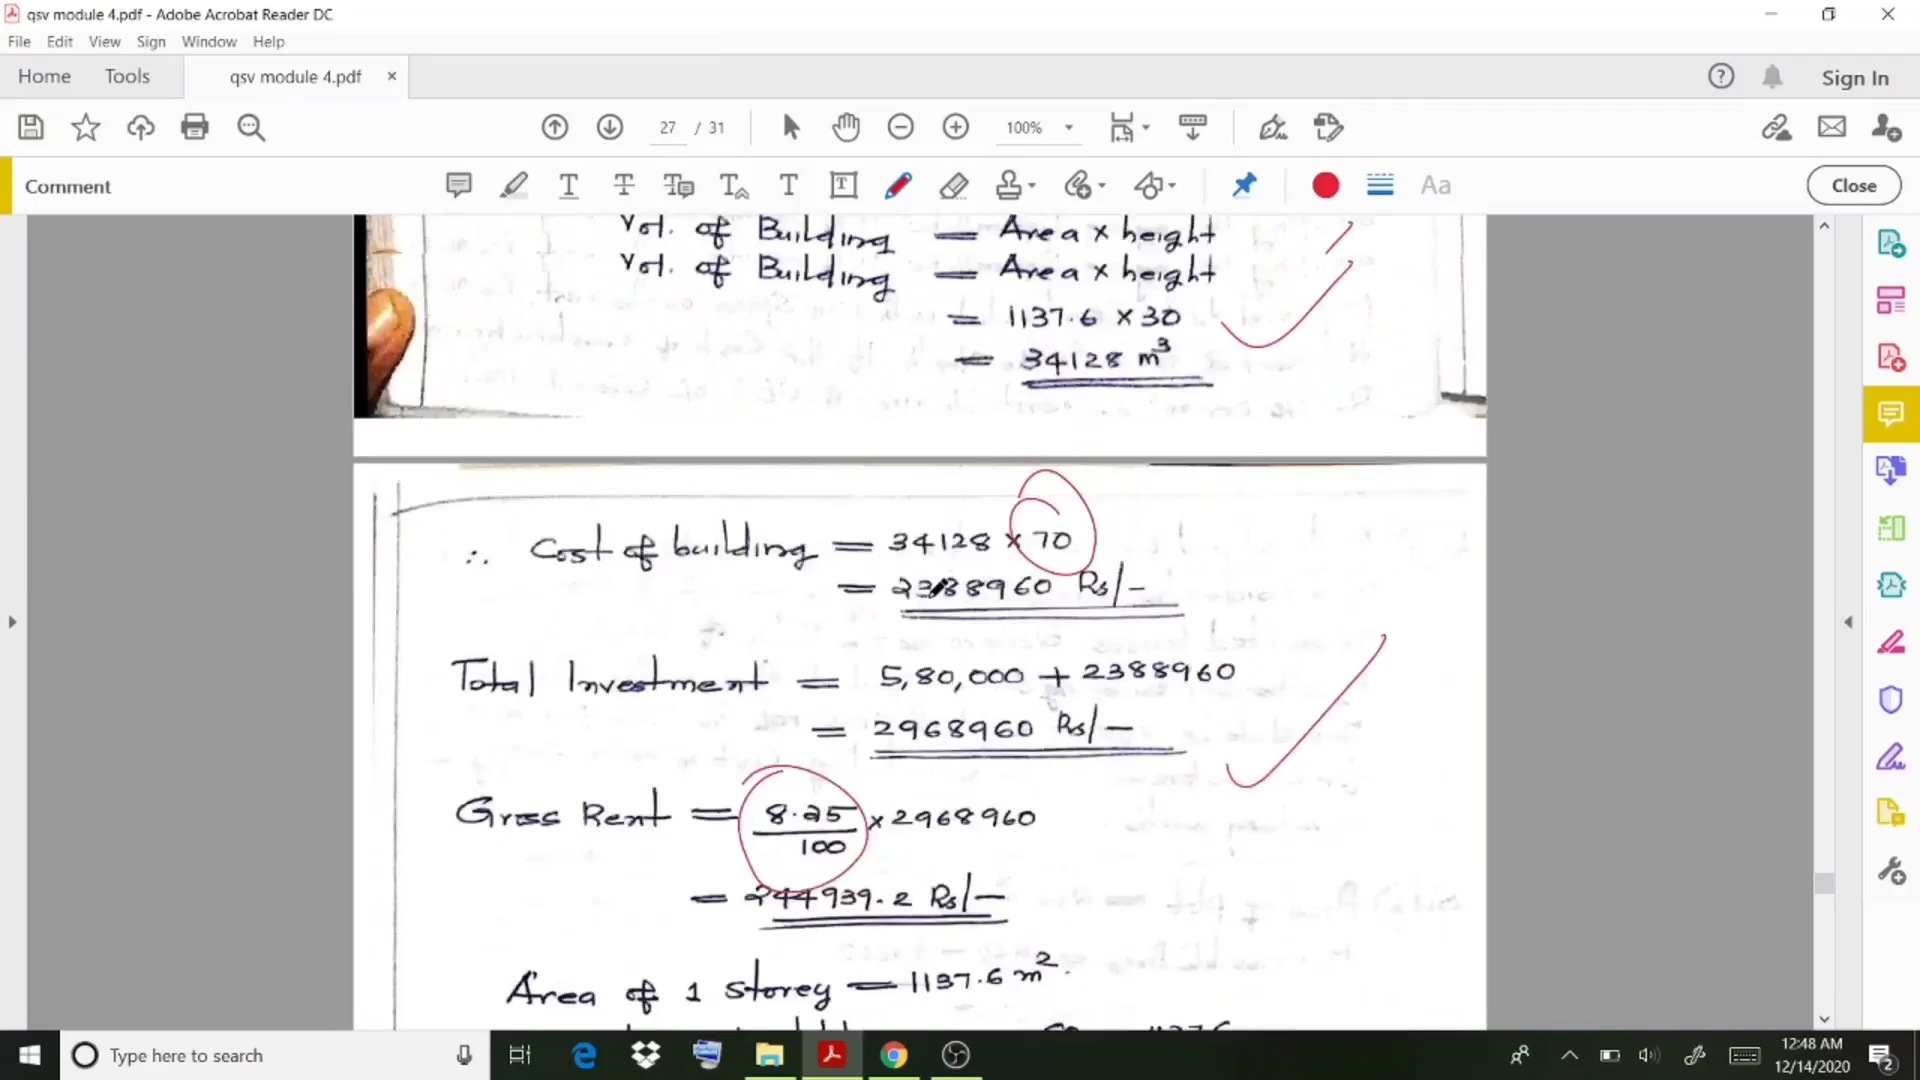 qsv module 4.pdf - Adobe Acrobat Reader DC
File Edit View Sign Window Help
Home Tools qsv module 4.pdf × Sign In
27 / 31 100%
Comment Close
Vol. of Building = Area x height
Vol. of Building = Area x height
= 1137.6 x 30
= 34128 m³
∴ Cost of building = 34128 x 70
= 2388960 Rs/-
Total Investment = 5,80,000 + 2388960
= 2968960 Rs/-
Gross Rent = 8.25/100 x 2968960
= 244939.2 Rs/-
Area of 1 storey = 1137.6 m².
Type here to search
12:48 AM
12/14/2020
2